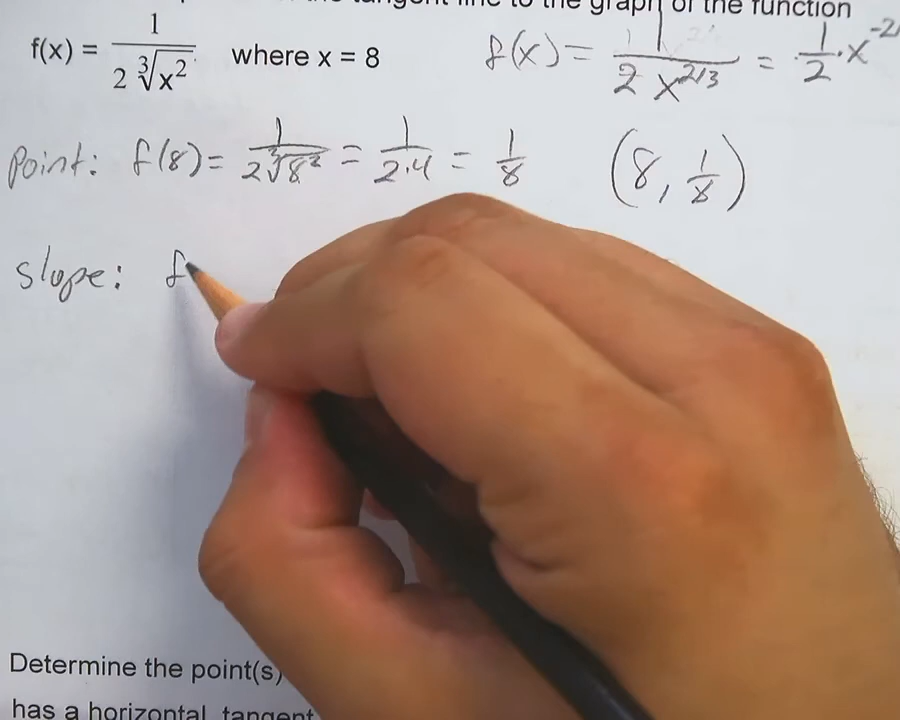 the tangent line to the graph of the function
f(x) = 1 / 2 ∛x² where x = 8 f(x) = 1 / 2 x^2/3 = 1/2 · x^-2/
Point: f(8) = 1 / 2∛8² = 1 / 2·4 = 1/8 (8, 1/8)
slope: f
Determine the point(s)
has a horizontal tangent